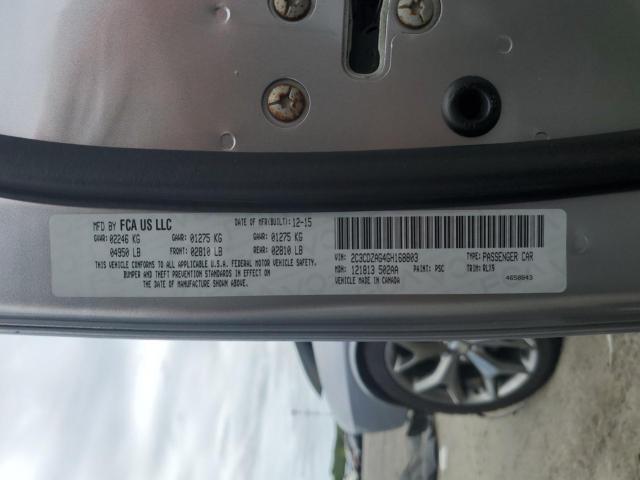 MFD BY FCA US LLC DATE OF MFR(BUILT): 12-15
GVWR: 02246 KG GAWR: 01275 KG GAWR: 01275 KG
04950 LB FRONT: 02810 LB REAR: 02810 LB
THIS VEHICLE CONFORMS TO ALL APPLICABLE U.S.A. FEDERAL MOTOR VEHICLE SAFETY,
BUMPER AND THEFT PREVENTION STANDARDS IN EFFECT ON
THE DATE OF MANUFACTURE SHOWN ABOVE.
VIN: 2C3CDZAG4GH168803 TYPE: PASSENGER CAR
MDH: 121813 502AA PAINT: PSC TRIM: RLX9
VEHICLE MADE IN CANADA 4658043